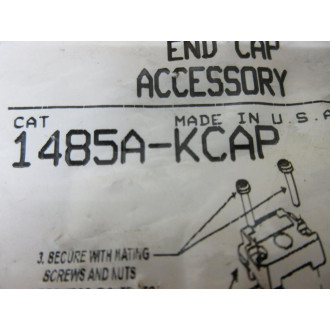 END CAP
ACCESSORY
CAT MADE IN U.S.A
1485A-KCAP
3. SECURE WITH MATING
SCREWS AND NUTS